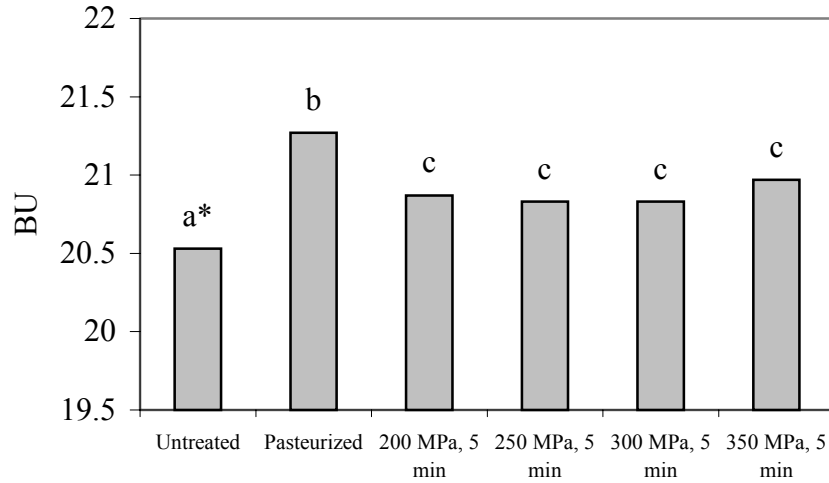 22
21.5
21
20.5
20
19.5
BU
a*
b
c
c
c
c
Untreated
Pasteurized
200 MPa, 5
min
250 MPa, 5
min
300 MPa, 5
min
350 MPa, 5
min